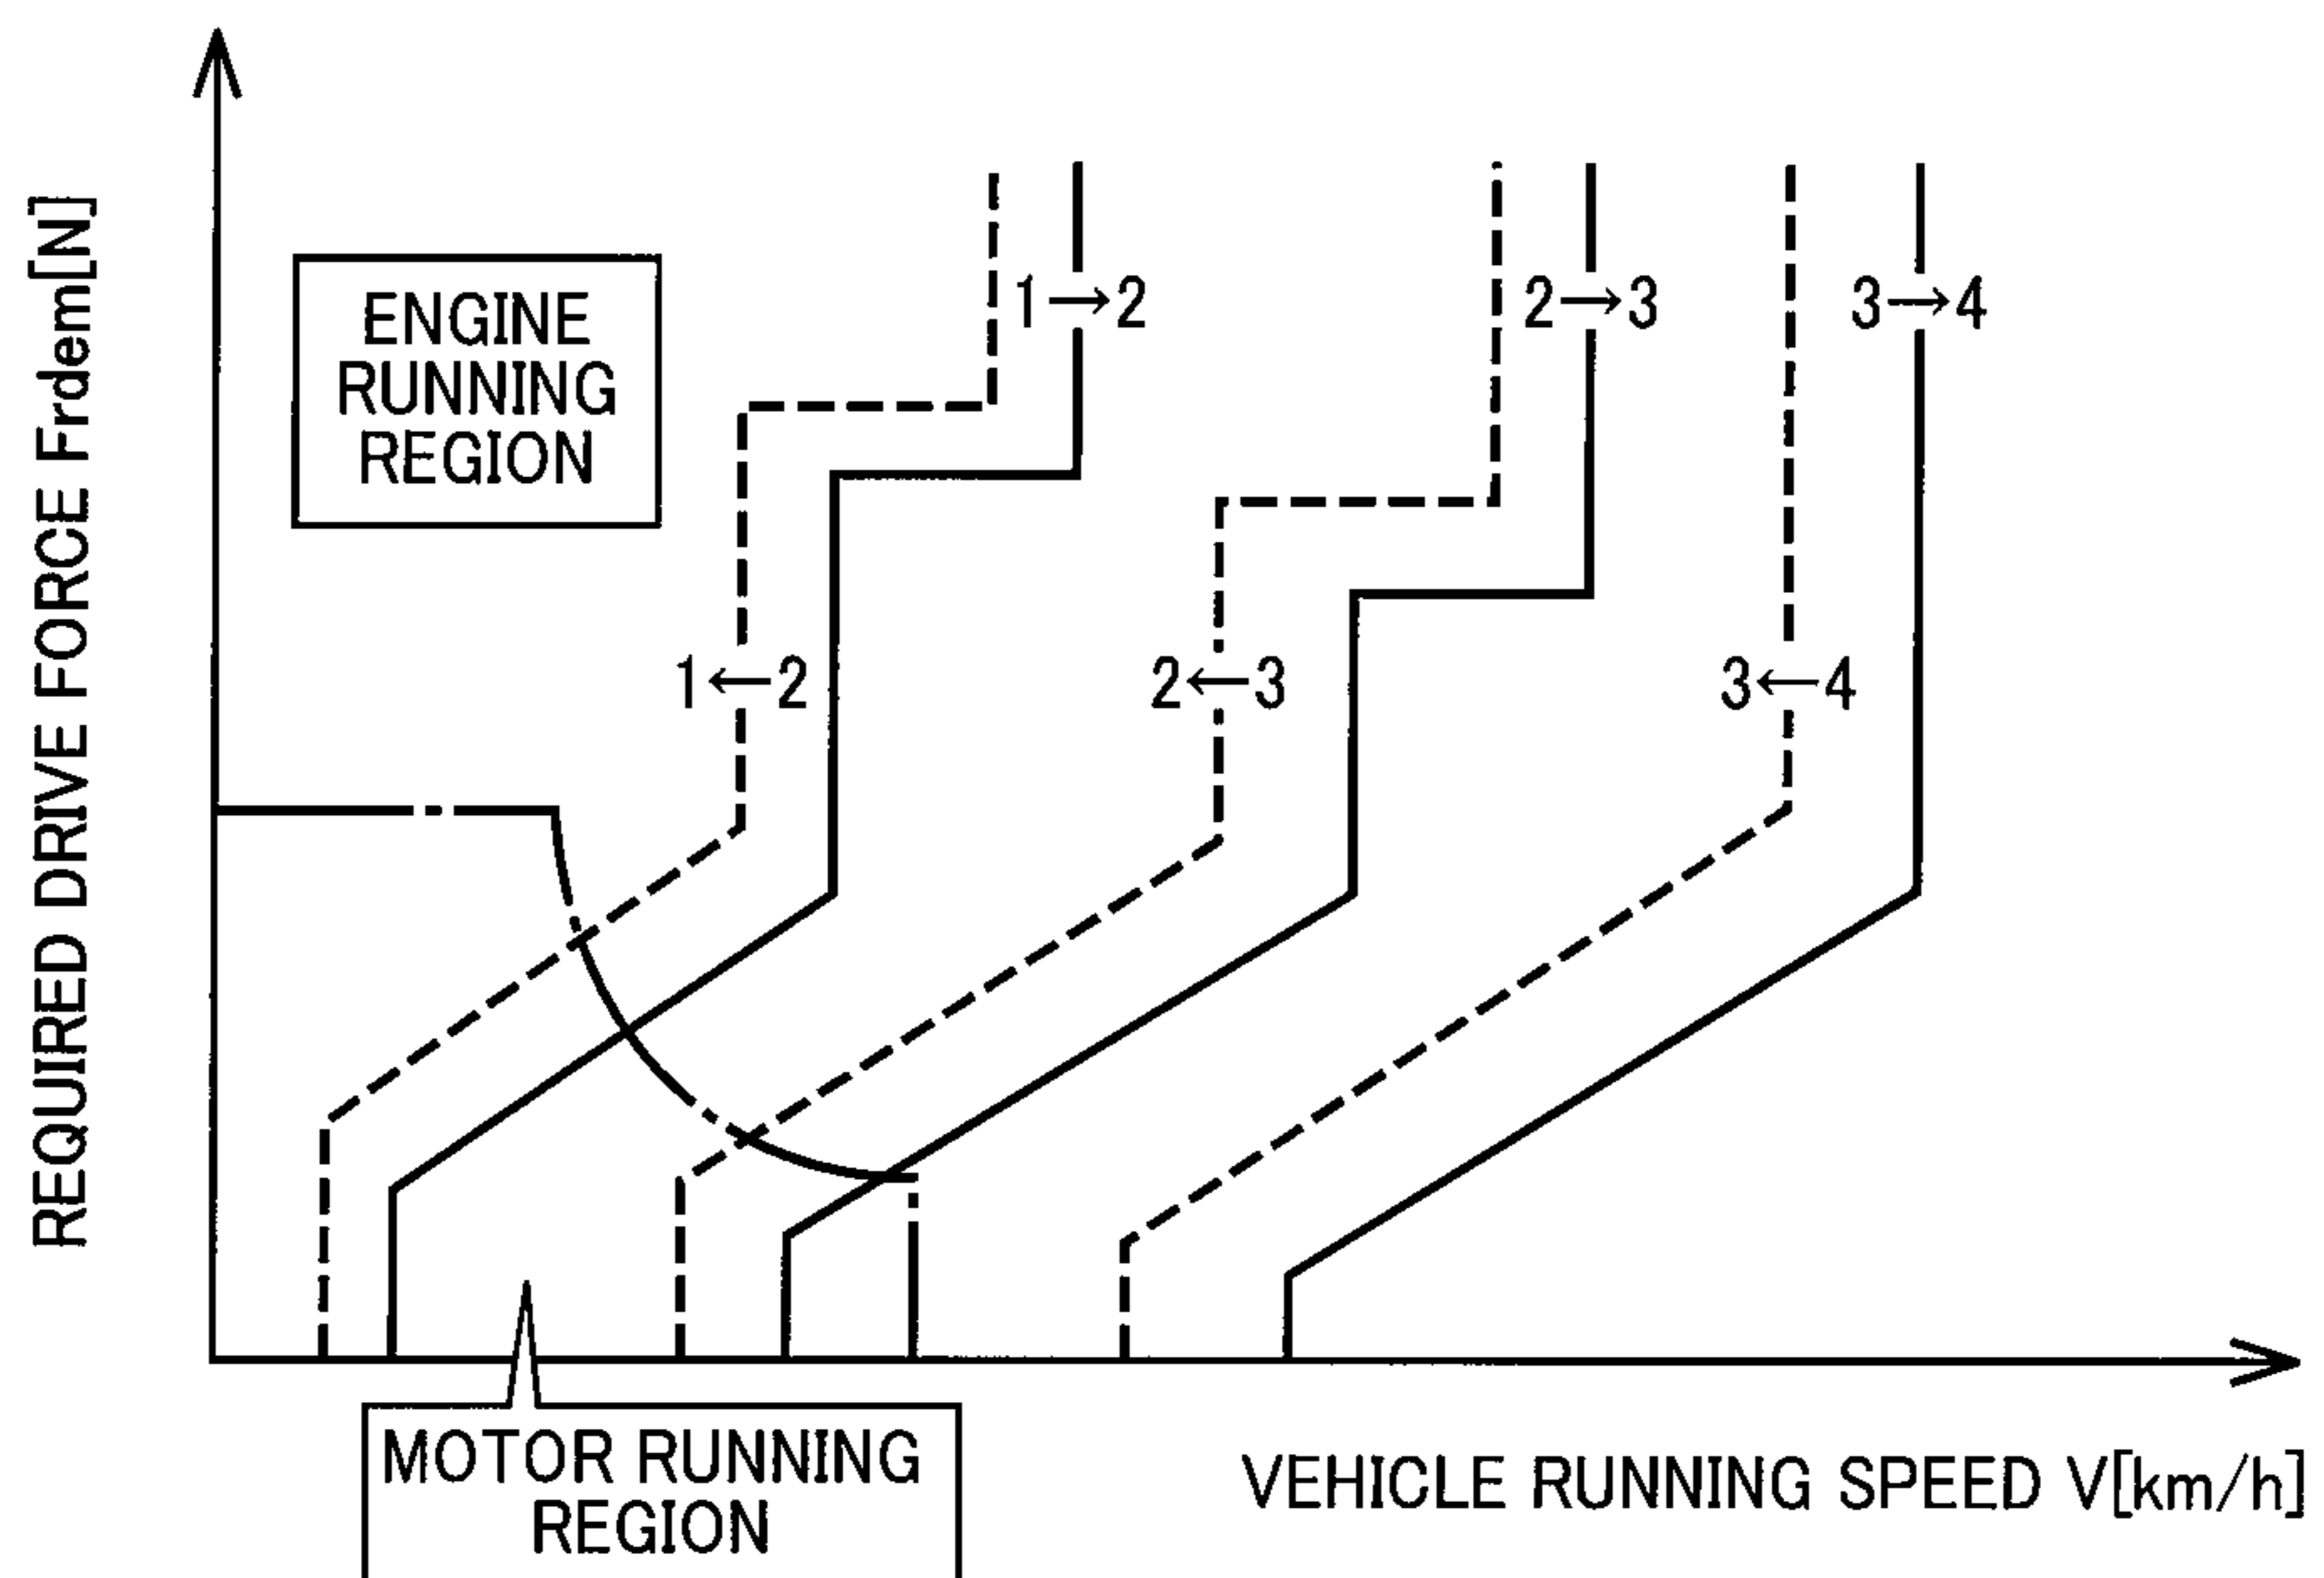 REQUIRED DRIVE FORCE Frdem[N]
ENGINE
RUNNING
REGION
1→2
2→3
3→4
1←2
2←3
3←4
MOTOR RUNNING
REGION
VEHICLE RUNNING SPEED V[km/h]